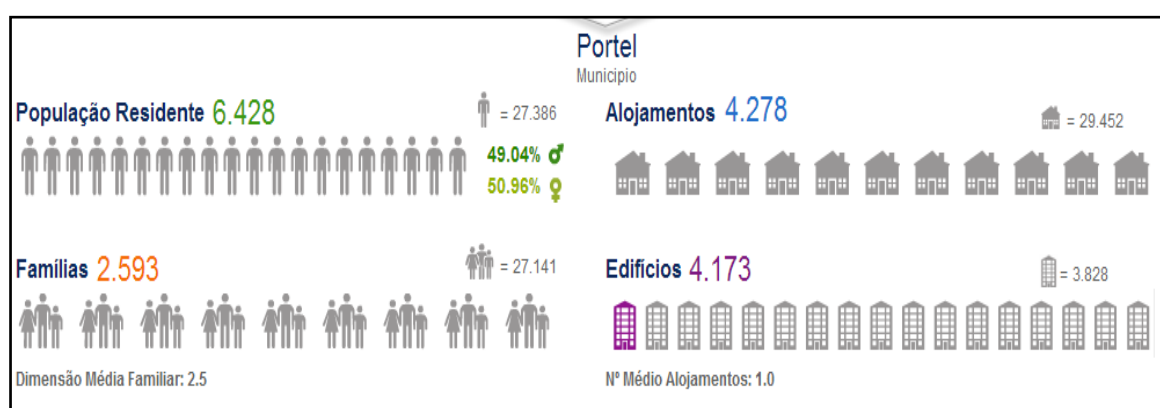 Portel
Municipio
População Residente 6.428
= 27.386
49.04%
50.96%
Alojamentos 4.278
= 29.452
Famílias 2.593
= 27.141
Dimensão Média Familiar: 2.5
Edifícios 4.173
= 3.828
Nº Médio Alojamentos: 1.0